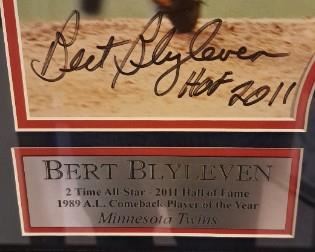 Bert Blyleven
HOF 2011
BERT BLYLEVEN
2 Time All Star - 2011 Hall of Fame
1989 A.L. Comeback Player of the Year
Minnesota Twins